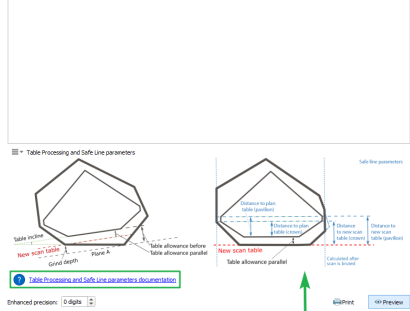 Table Processing and Safe Line parameters
Safe line parameters
Distance to plan
table (pavilion)
Distance to plan
table (crown)
Distance
to new scan
table (crown)
Distance to
new scan
table (pavilion)
Table incline
New scan table
Grind depth
Plane A
Table allowance before
Table allowance parallel
New scan table
Table allowance parallel
Calculated after
scan is locked
? Table Processing and Safe Line parameters documentation
Enhanced precision: 0 digits
Print
Preview